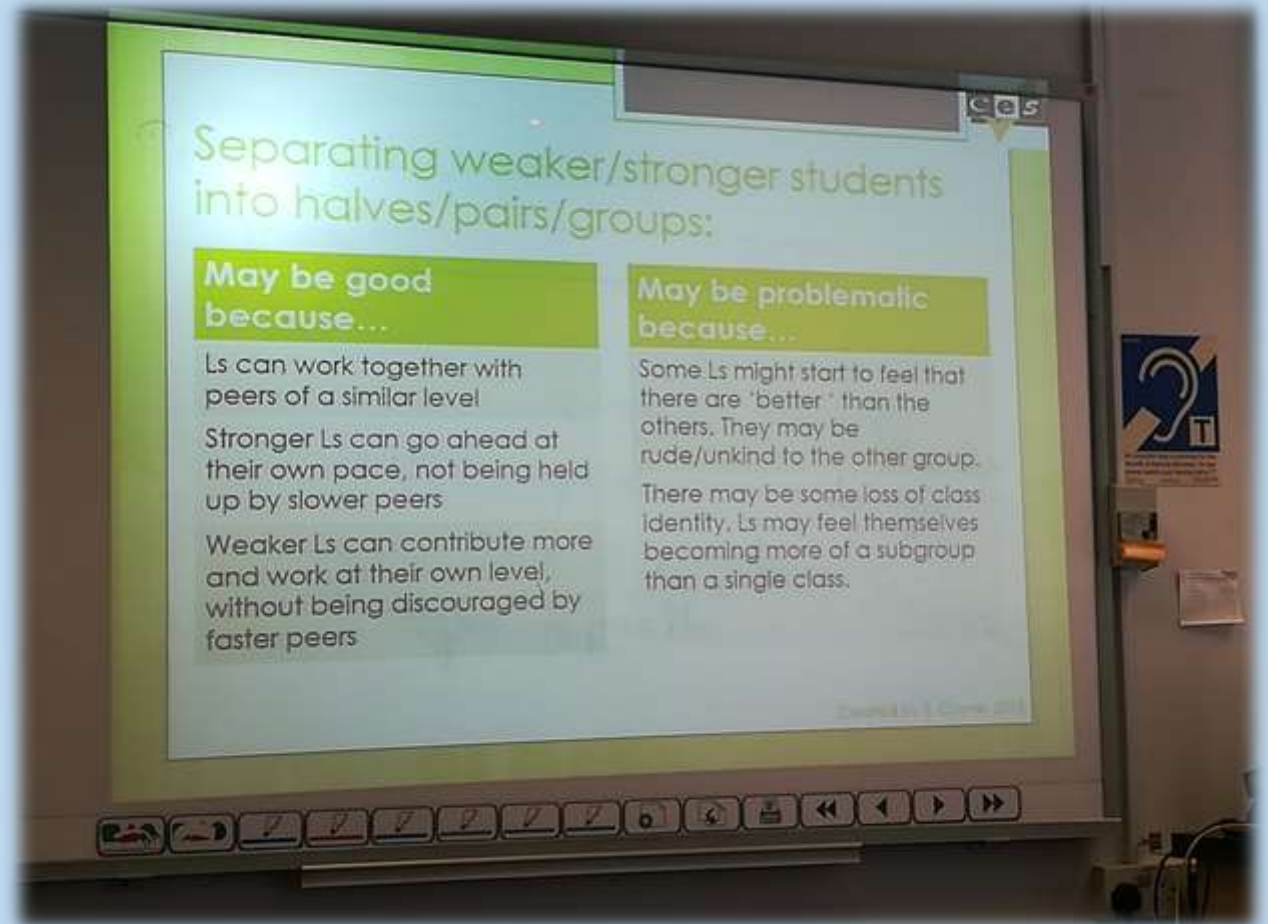 ces
Separating weaker/stronger students
into halves/pairs/groups:
May be good
because...
Ls can work together with
peers of a similar level
Stronger Ls can go ahead at
their own pace, not being held
up by slower peers
Weaker Ls can contribute more
and work at their own level,
without being discouraged by
faster peers
May be problematic
because...
Some Ls might start to feel that
there are 'better ' than the
others. They may be
rude/unkind to the other group.
There may be some loss of class
identity. Ls may feel themselves
becoming more of a subgroup
than a single class.
T